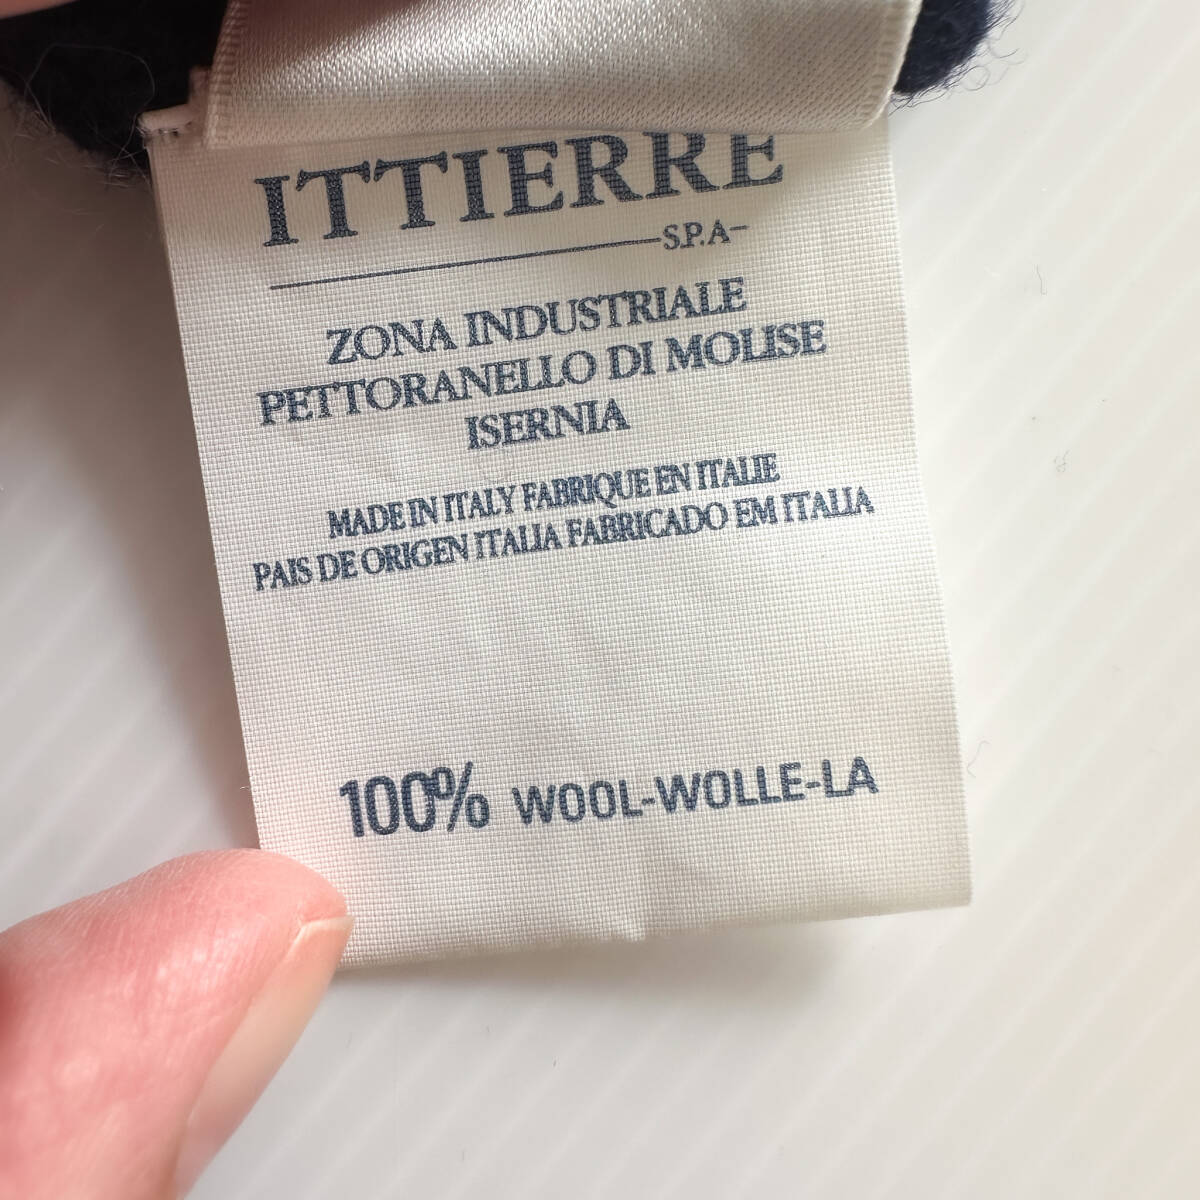 ITTIERRE
S.P.A
ZONA INDUSTRIALE
PETTORANELLO DI MOLISE
ISERNIA
MADE IN ITALY FABRIQUE EN ITALIE
PAIS DE ORIGEN ITALIA FABRICADO EM ITALIA
100% WOOL-WOLLE-LA